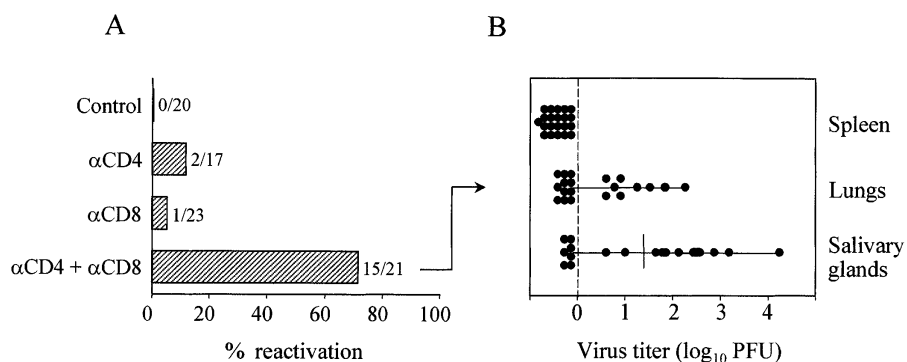 A
Control
0/20
αCD4
2/17
αCD8
1/23
αCD4 + αCD8
15/21
0 20 40 60 80 100
% reactivation
B
Spleen
Lungs
Salivary
glands
0 1 2 3 4
Virus titer (log₁₀ PFU)